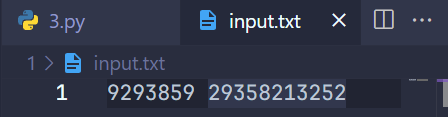 3.py input.txt
1 > input.txt
1 9293859 29358213252